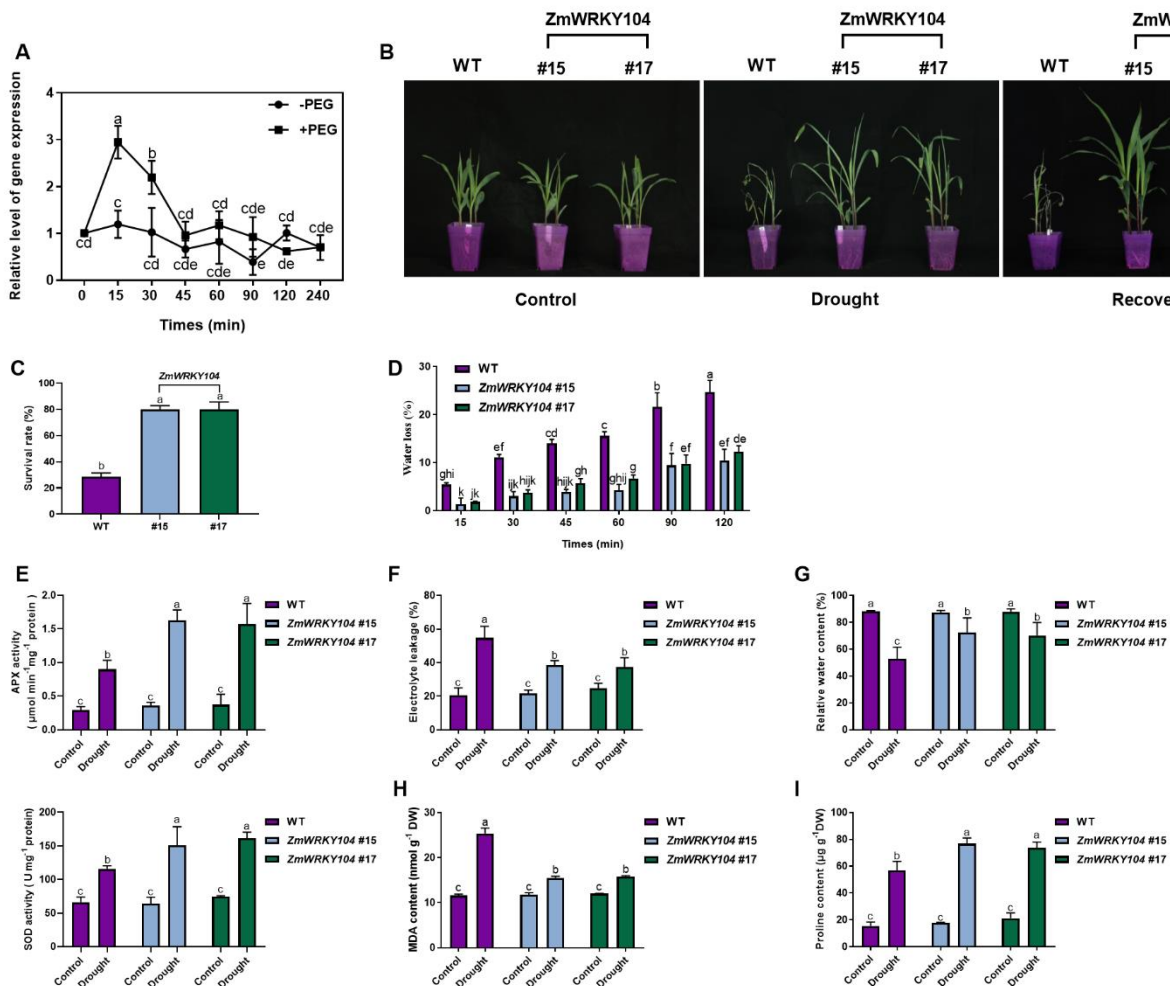 A
Relative level of gene expression
4
3
2
1
0
-PEG
+PEG
a
b
c
cd
cd
cde
cd
cde
cd
cd
cd
cde
e
de
0 15 30 45 60 90 120 240
Times (min)
B
ZmWRKY104
WT #15 #17
Control
ZmWRKY104
WT #15 #17
Drought
ZmW
WT #15
Recove
C
Survival rate (%)
100
80
60
40
20
0
ZmWRKY104
b a a
WT #15 #17
D
Water loss (%)
30
20
10
0
WT
ZmWRKY104 #15
ZmWRKY104 #17
ghi k jk
ef ijk hijk
cd hijk gh
c ghij g
b f ef
a ef de
15 30 45 60 90 120
Times (min)
E
APX activity
( μmol min-1mg-1 protein )
2.0
1.5
1.0
0.5
0.0
c b c a c a
Control Drought Control Drought Control Drought
WT
ZmWRKY104 #15
ZmWRKY104 #17
F
Electrolyte leakage (%)
80
60
40
20
0
c a c b c b
Control Drought Control Drought Control Drought
WT
ZmWRKY104 #15
ZmWRKY104 #17
G
Relative water content (%)
100
80
60
40
20
0
a c a b a b
Control Drought Control Drought Control Drought
WT
ZmWRKY104 #15
ZmWRKY104 #17
SOD activity ( U mg-1 protein)
200
150
100
50
0
c b c a c a
Control Drought Control Drought Control Drought
WT
ZmWRKY104 #15
ZmWRKY104 #17
H
MDA content (nmol g-1 DW)
30
20
10
0
c a c b c b
Control Drought Control Drought Control Drought
WT
ZmWRKY104 #15
ZmWRKY104 #17
I
Proline content (μg g-1DW)
100
80
60
40
20
0
c b c a c a
Control Drought Control Drought Control Drought
WT
ZmWRKY104 #15
ZmWRKY104 #17